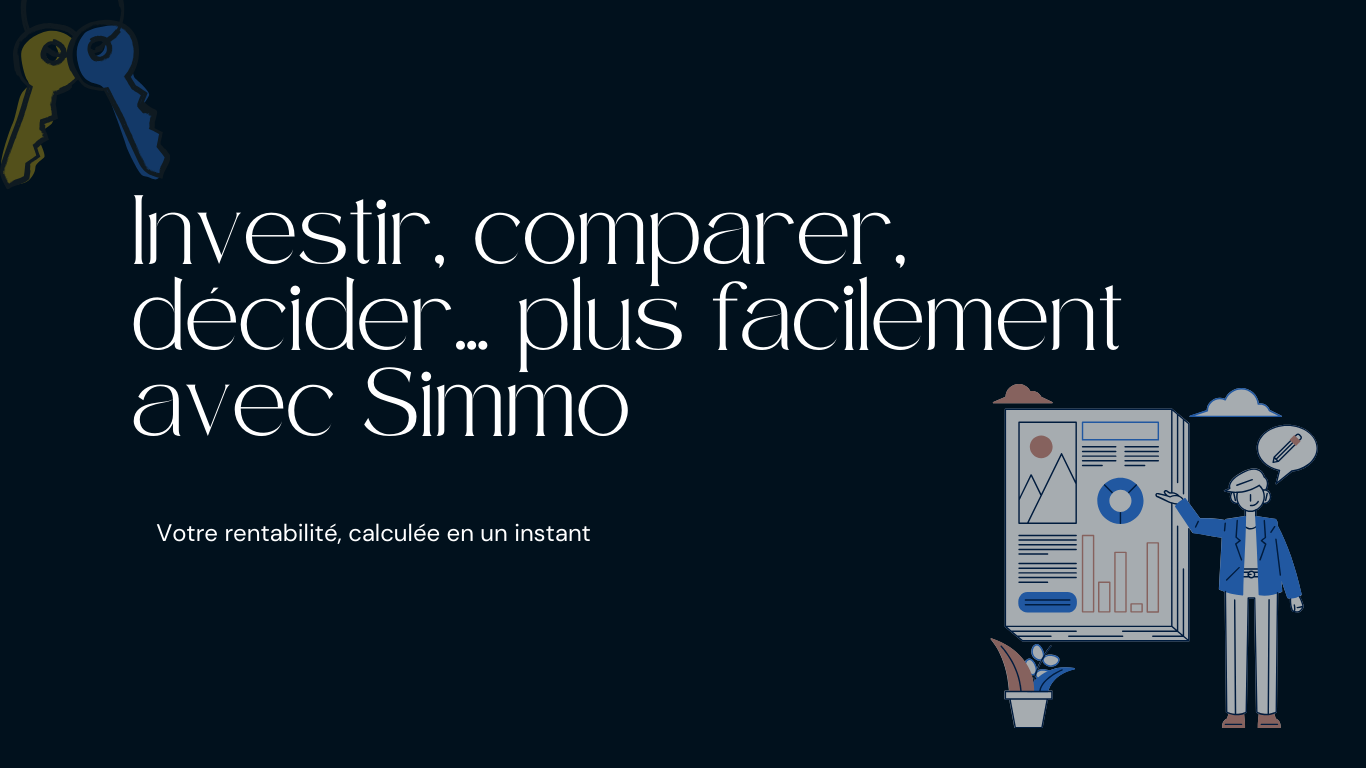 Investir, comparer,
décider... plus facilement
avec Simmo
Votre rentabilité, calculée en un instant